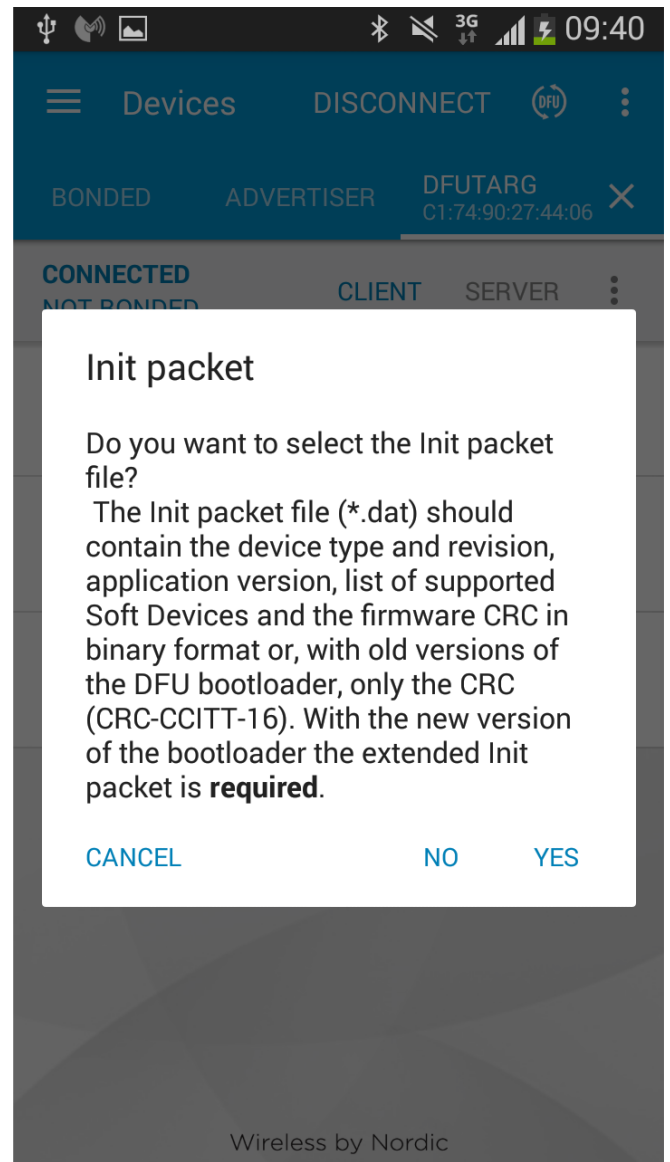 3G 09:40
Devices DISCONNECT DFU
BONDED ADVERTISER DFUTARG
C1:74:90:27:44:06
CONNECTED
NOT BONDED CLIENT SERVER
Init packet
Do you want to select the Init packet
file?
The Init packet file (*.dat) should
contain the device type and revision,
application version, list of supported
Soft Devices and the firmware CRC in
binary format or, with old versions of
the DFU bootloader, only the CRC
(CRC-CCITT-16). With the new version
of the bootloader the extended Init
packet is required.
CANCEL NO YES
Wireless by Nordic